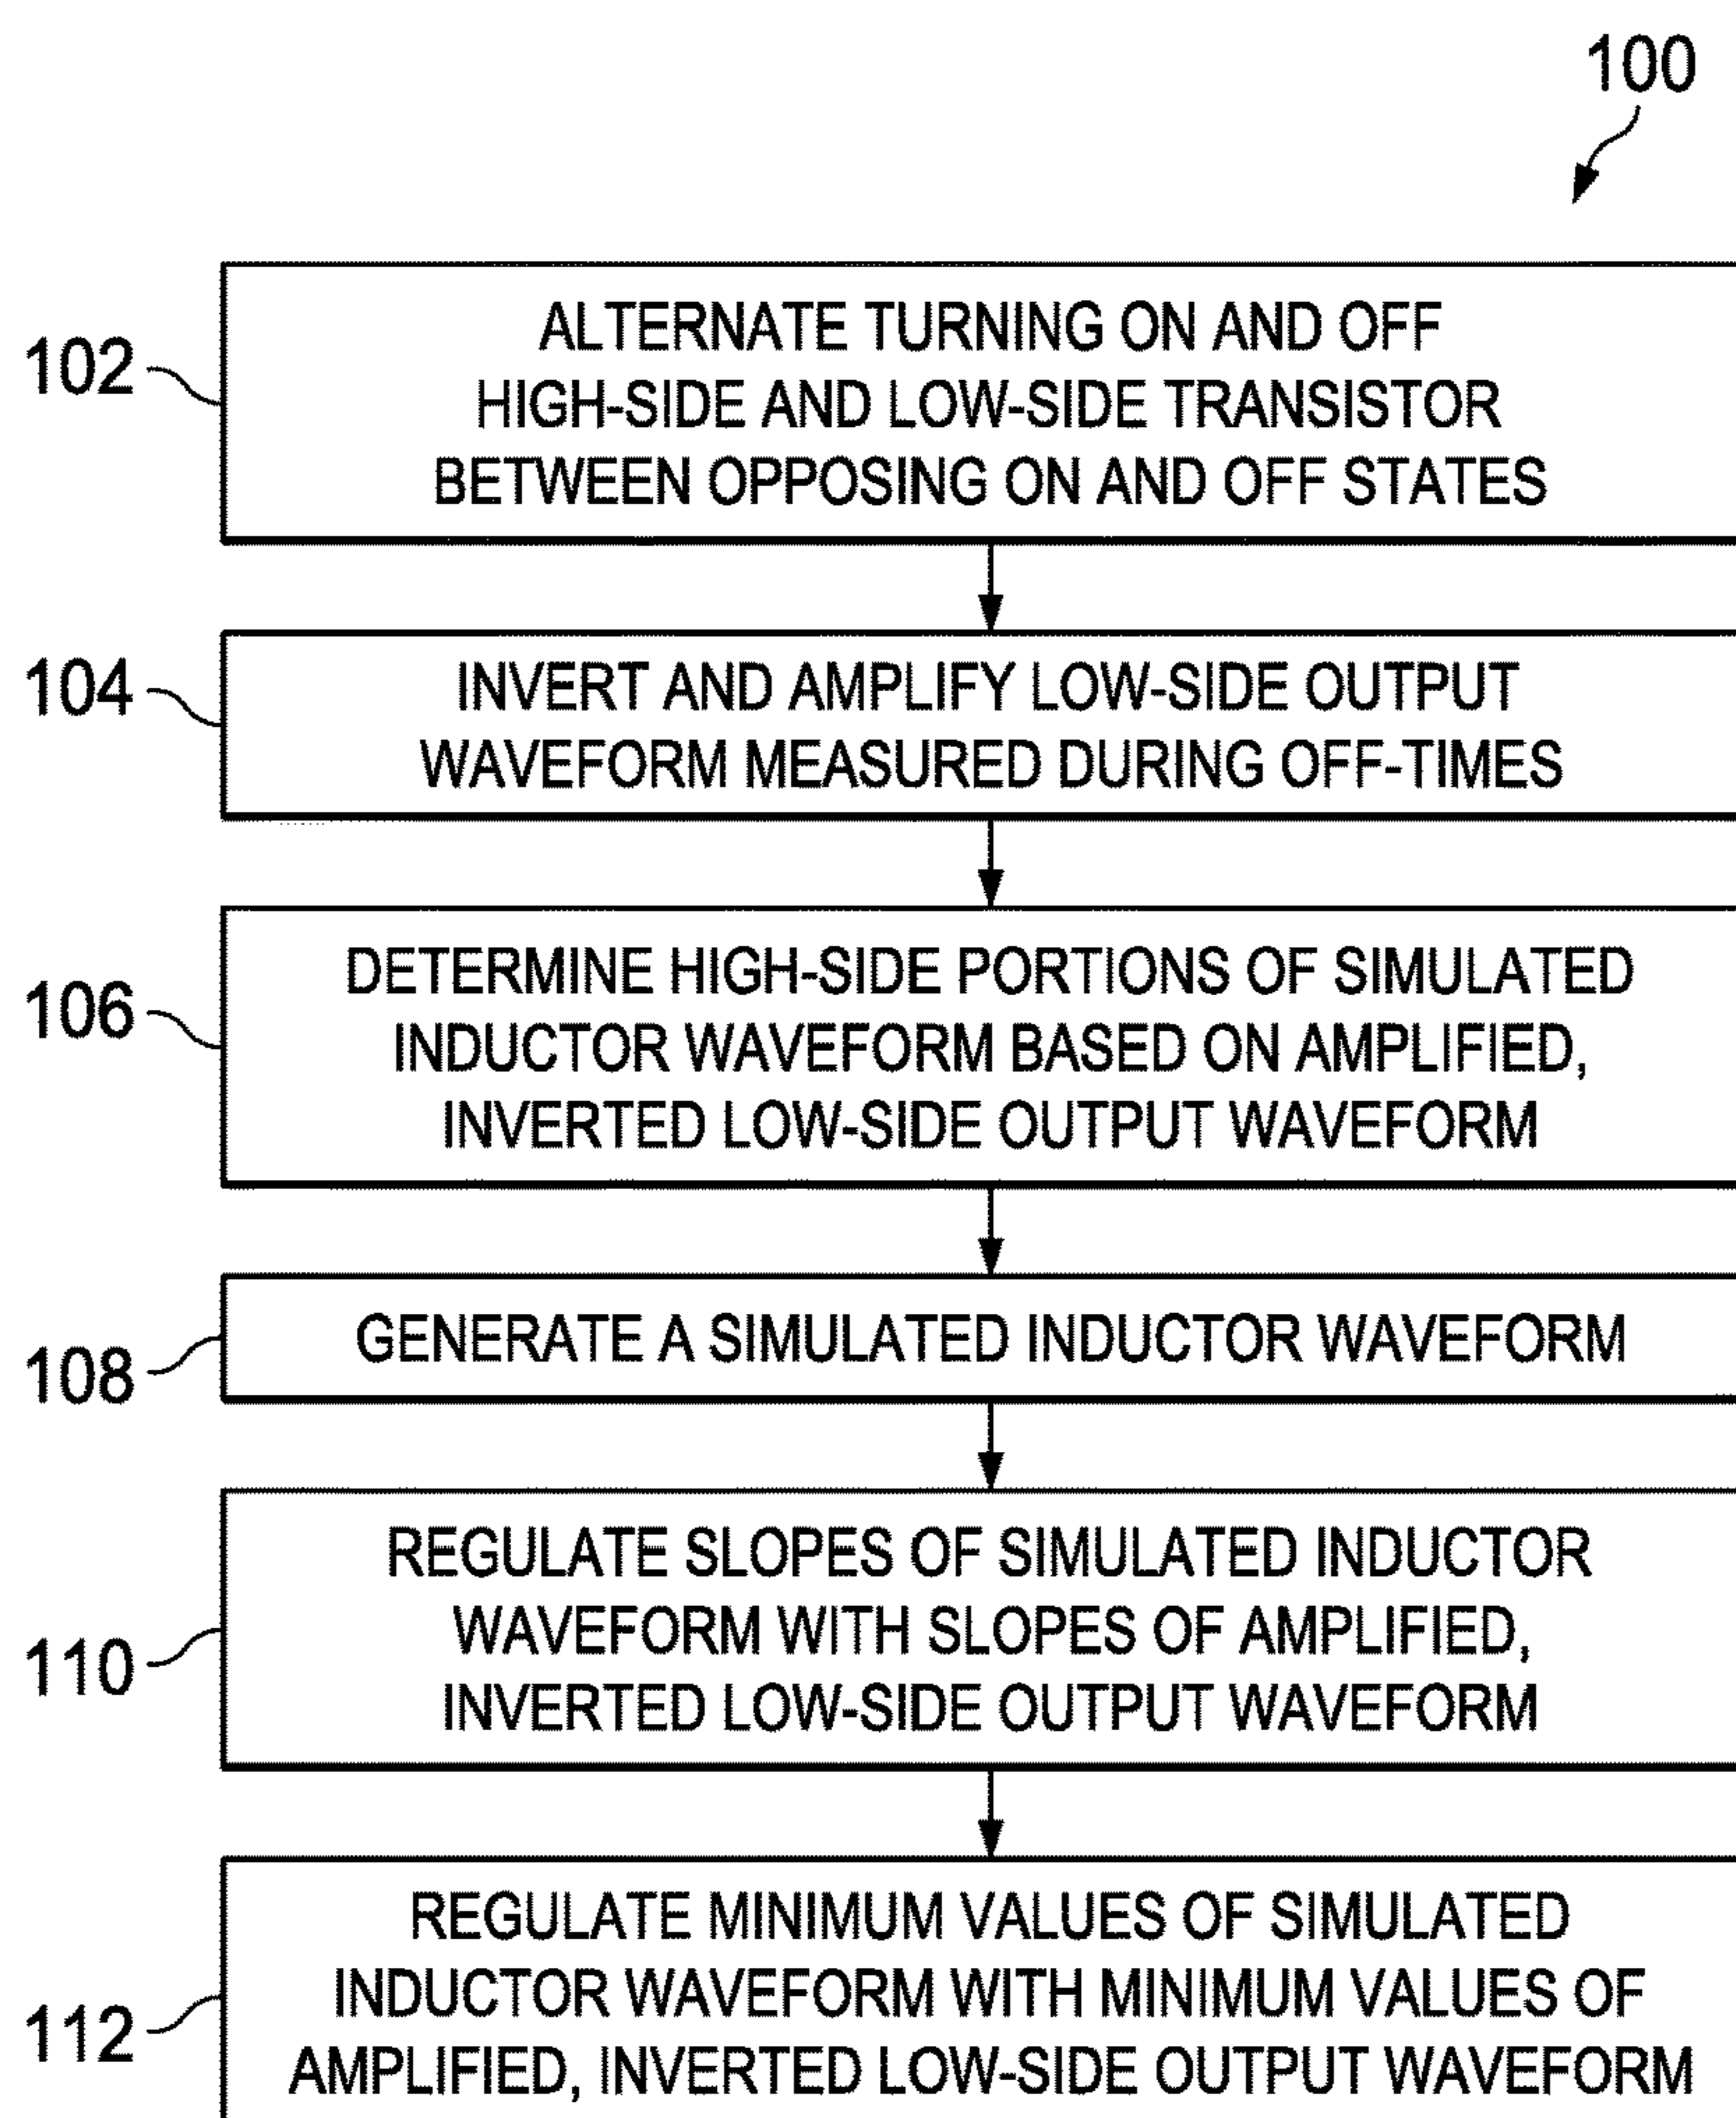 100
102
ALTERNATE TURNING ON AND OFF
HIGH-SIDE AND LOW-SIDE TRANSISTOR
BETWEEN OPPOSING ON AND OFF STATES
104
INVERT AND AMPLIFY LOW-SIDE OUTPUT
WAVEFORM MEASURED DURING OFF-TIMES
106
DETERMINE HIGH-SIDE PORTIONS OF SIMULATED
INDUCTOR WAVEFORM BASED ON AMPLIFIED,
INVERTED LOW-SIDE OUTPUT WAVEFORM
108
GENERATE A SIMULATED INDUCTOR WAVEFORM
110
REGULATE SLOPES OF SIMULATED INDUCTOR
WAVEFORM WITH SLOPES OF AMPLIFIED,
INVERTED LOW-SIDE OUTPUT WAVEFORM
112
REGULATE MINIMUM VALUES OF SIMULATED
INDUCTOR WAVEFORM WITH MINIMUM VALUES OF
AMPLIFIED, INVERTED LOW-SIDE OUTPUT WAVEFORM